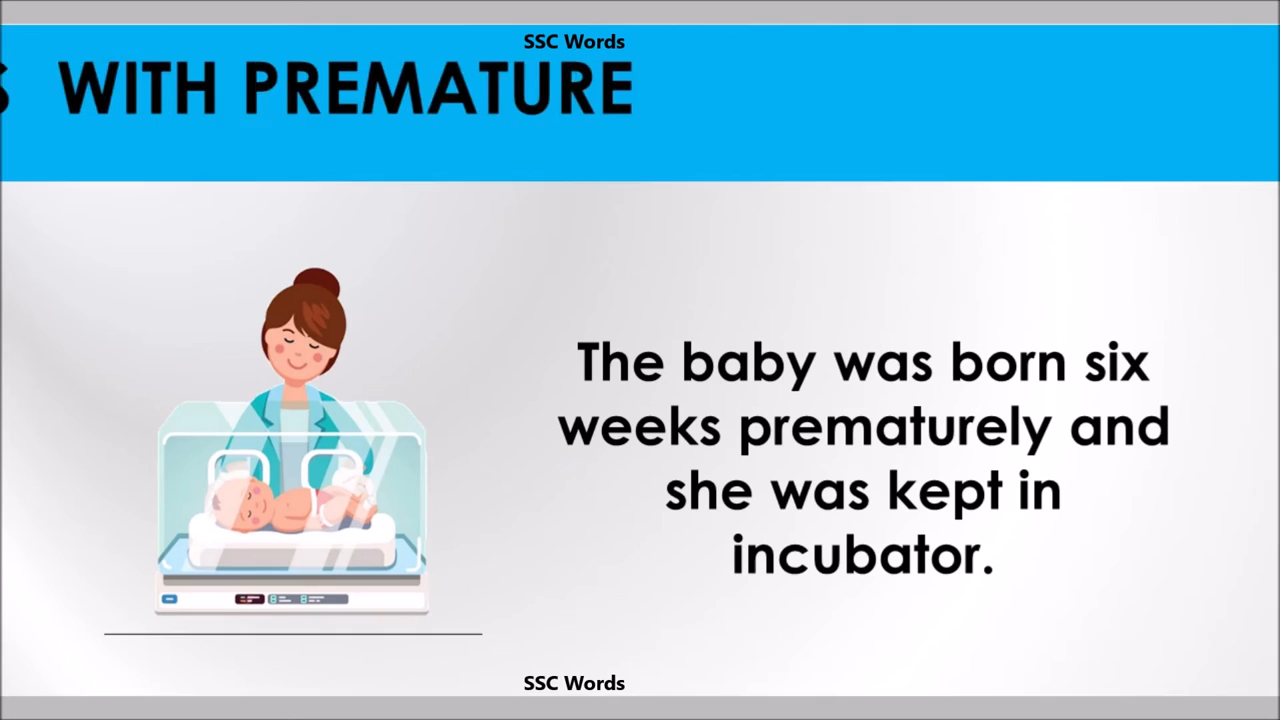 SSC Words
S WITH PREMATURE
The baby was born six
weeks prematurely and
she was kept in
incubator.
SSC Words